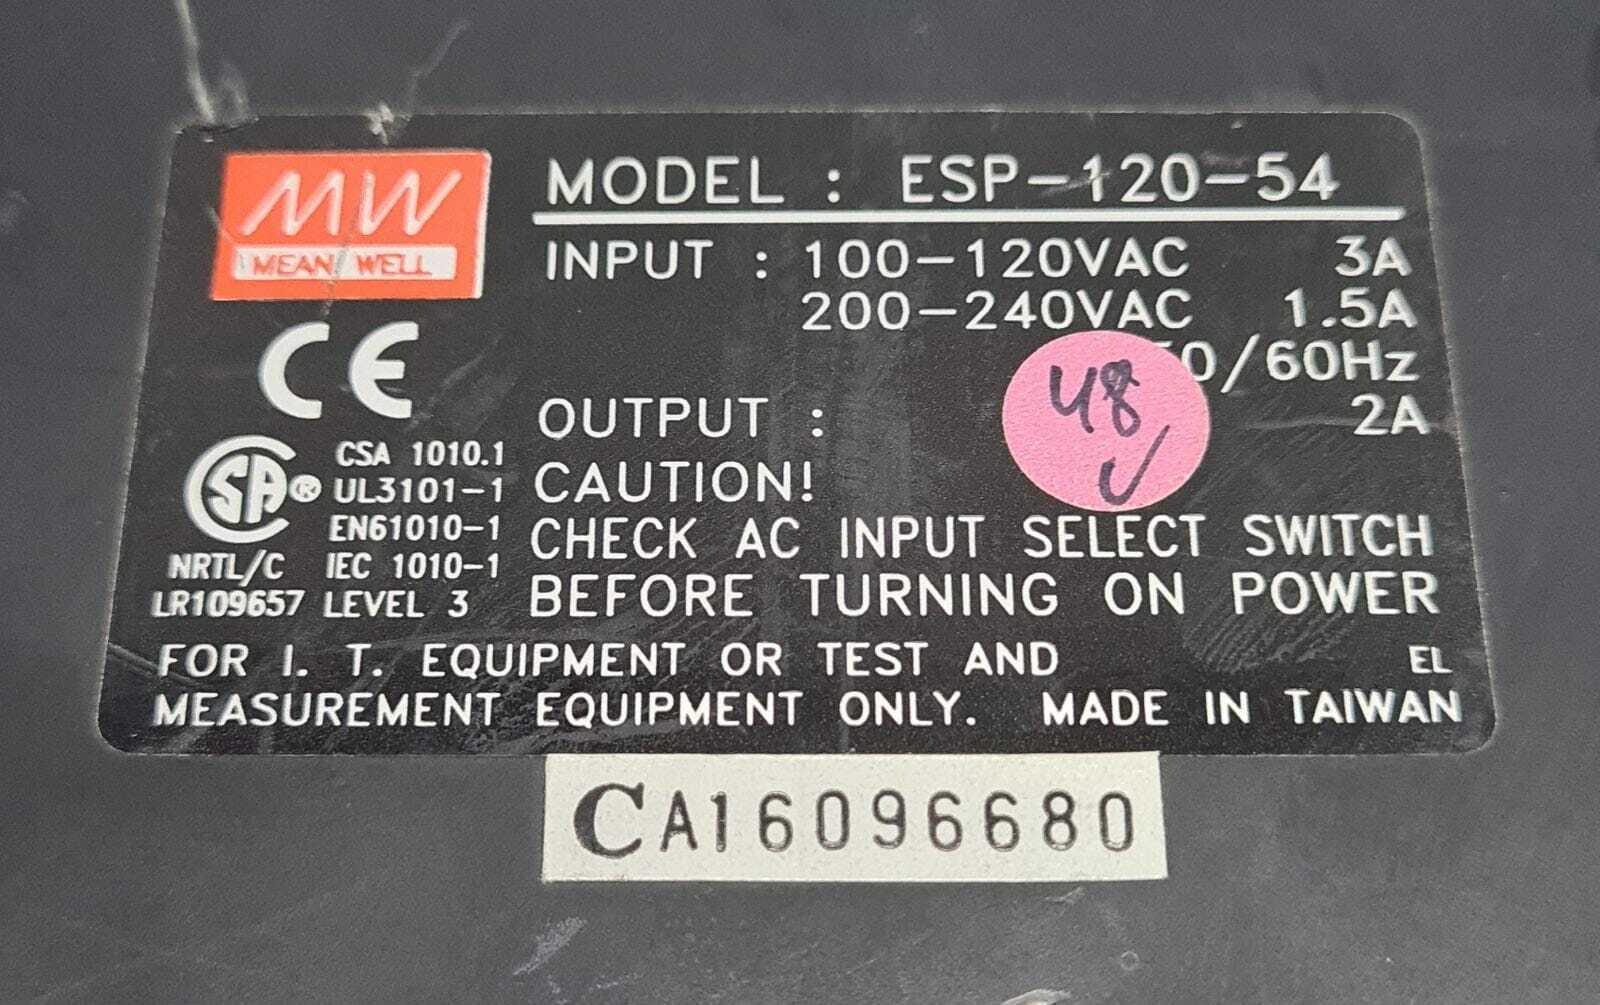 MW
MEAN WELL
MODEL : ESP-120-54
INPUT : 100-120VAC 3A
200-240VAC 1.5A
50/60Hz
OUTPUT : 2A
48
CAUTION!
CHECK AC INPUT SELECT SWITCH
BEFORE TURNING ON POWER
CE
SA®
CSA 1010.1
UL3101-1
EN61010-1
NRTL/C IEC 1010-1
LR109657 LEVEL 3
FOR I. T. EQUIPMENT OR TEST AND EL
MEASUREMENT EQUIPMENT ONLY. MADE IN TAIWAN
CA16096680